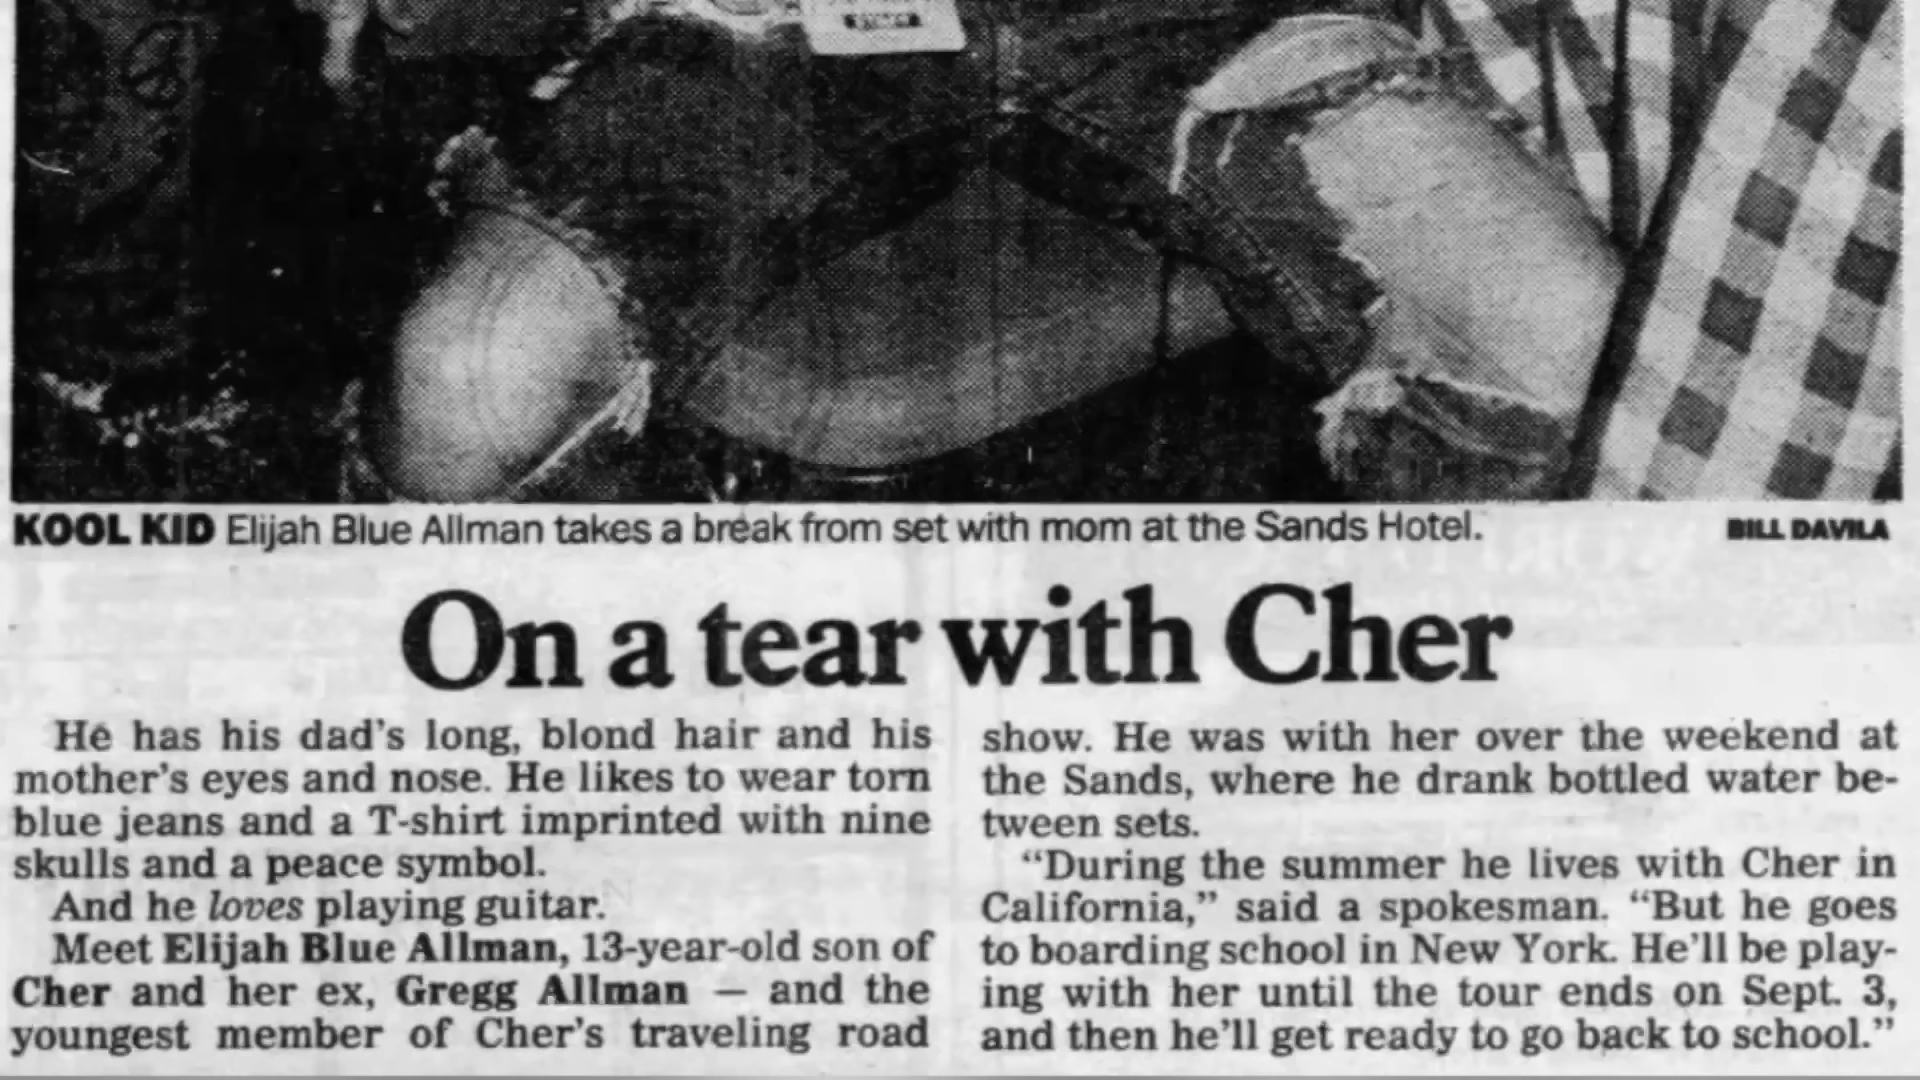 KOOL KID Elijah Blue Allman takes a break from set with mom at the Sands Hotel.
BILL DAVILA
On a tear with Cher
He has his dad's long, blond hair and his
mother's eyes and nose. He likes to wear torn
blue jeans and a T-shirt imprinted with nine
skulls and a peace symbol.
And he loves playing guitar.
Meet Elijah Blue Allman, 13-year-old son of
Cher and her ex, Gregg Allman — and the
youngest member of Cher's traveling road
show. He was with her over the weekend at
the Sands, where he drank bottled water be-
tween sets.
“During the summer he lives with Cher in
California,” said a spokesman. “But he goes
to boarding school in New York. He'll be play-
ing with her until the tour ends on Sept. 3,
and then he'll get ready to go back to school.”